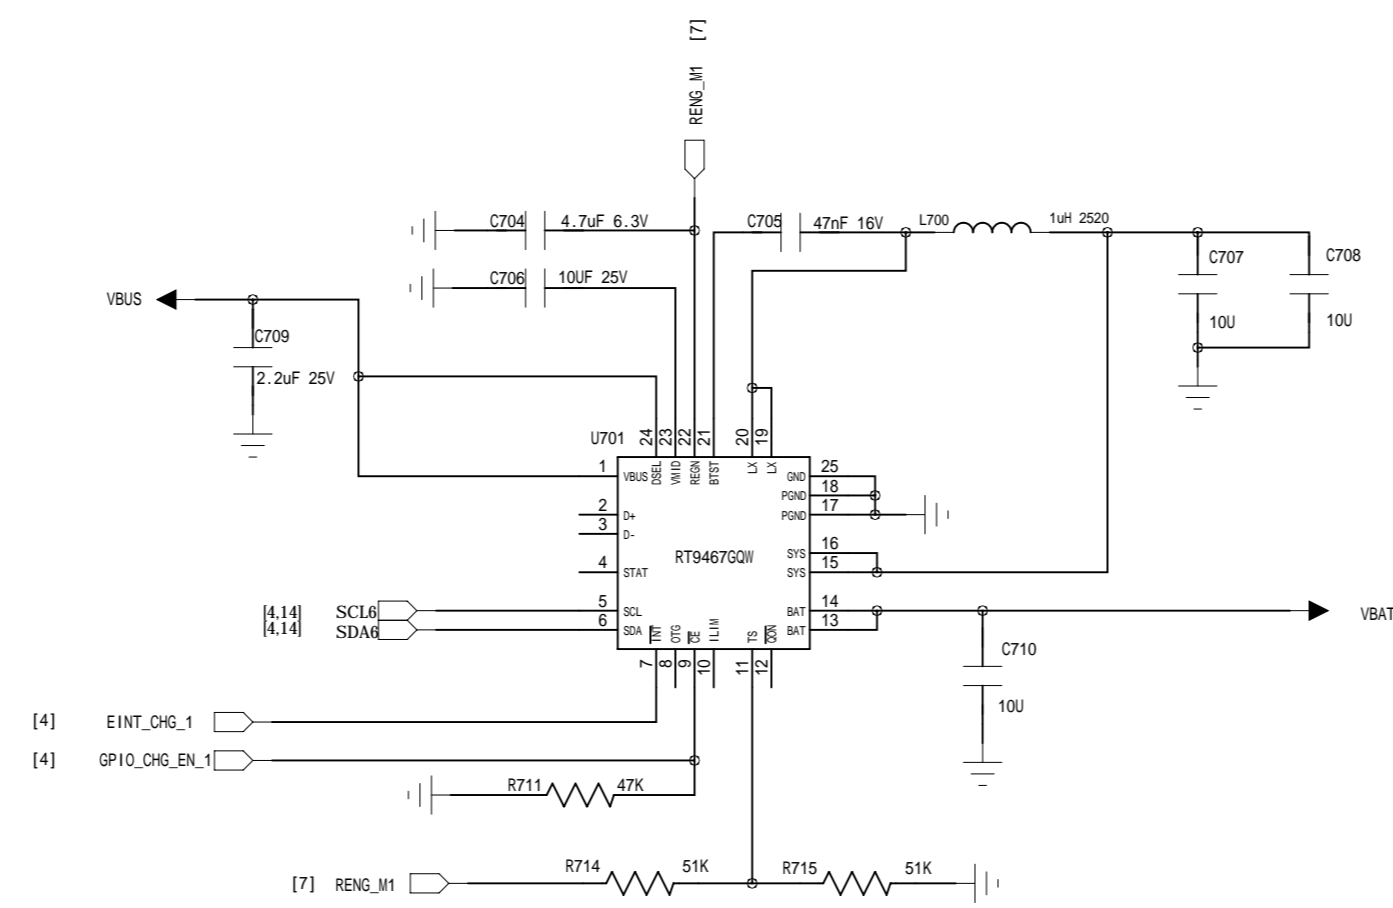 [7]
RENG_M1
C704 4.7uF 6.3V
C705 47nF 16V
L700 1uH 2520
C706 10UF 25V
C707
C708
10U
10U
VBUS
C709
2.2uF 25V
U701
24 23 22 21 20 19
DSEL VMID REGN BTST LX LX
1 VBUS
2 D+
3 D-
4 STAT
5 SCL
6 SDA
RT9467GQW
GND 25
PGND 18
PGND 17
SYS 16
SYS 15
BAT 14
BAT 13
[4,14] SCL6
[4,14] SDA6
TNT OTG CE ILIM TS QON
7 8 9 10 11 12
VBAT
C710
10U
[4] EINT_CHG_1
[4] GPIO_CHG_EN_1
R711 47K
R714 51K
R715 51K
[7] RENG_M1